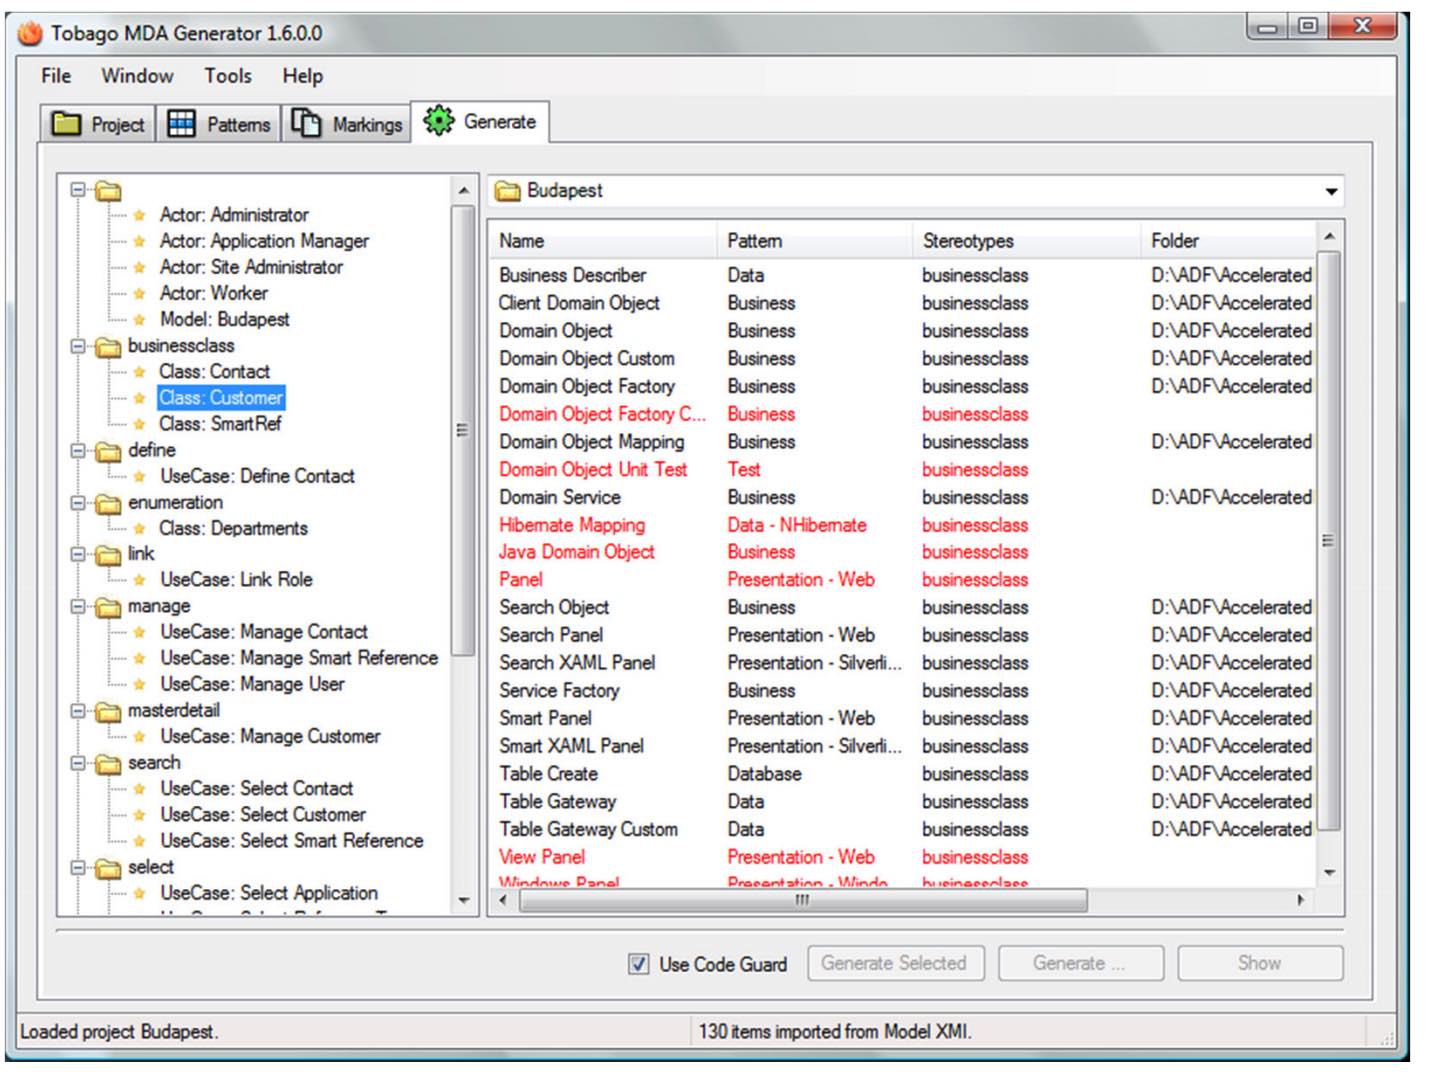 Tobago MDA Generator 1.6.0.0
File Window Tools Help
Project Patterns Markings Generate
Actor: Administrator
Actor: Application Manager
Actor: Site Administrator
Actor: Worker
Model: Budapest
businessclass
Class: Contact
Class: Customer
Class: SmartRef
define
UseCase: Define Contact
enumeration
Class: Departments
link
UseCase: Link Role
manage
UseCase: Manage Contact
UseCase: Manage Smart Reference
UseCase: Manage User
masterdetail
UseCase: Manage Customer
search
UseCase: Select Contact
UseCase: Select Customer
UseCase: Select Smart Reference
select
UseCase: Select Application
Budapest
Name Pattern Stereotypes Folder
Business Describer Data businessclass D:\ADF\Accelerated
Client Domain Object Business businessclass D:\ADF\Accelerated
Domain Object Business businessclass D:\ADF\Accelerated
Domain Object Custom Business businessclass D:\ADF\Accelerated
Domain Object Factory Business businessclass D:\ADF\Accelerated
Domain Object Factory C... Business businessclass
Domain Object Mapping Business businessclass D:\ADF\Accelerated
Domain Object Unit Test Test businessclass
Domain Service Business businessclass D:\ADF\Accelerated
Hibernate Mapping Data - NHibernate businessclass
Java Domain Object Business businessclass
Panel Presentation - Web businessclass
Search Object Business businessclass D:\ADF\Accelerated
Search Panel Presentation - Web businessclass D:\ADF\Accelerated
Search XAML Panel Presentation - Silverli... businessclass D:\ADF\Accelerated
Service Factory Business businessclass D:\ADF\Accelerated
Smart Panel Presentation - Web businessclass D:\ADF\Accelerated
Smart XAML Panel Presentation - Silverli... businessclass D:\ADF\Accelerated
Table Create Database businessclass D:\ADF\Accelerated
Table Gateway Data businessclass D:\ADF\Accelerated
Table Gateway Custom Data businessclass D:\ADF\Accelerated
View Panel Presentation - Web businessclass
Windows Panel Presentation - Windo businessclass
Use Code Guard Generate Selected Generate ... Show
Loaded project Budapest. 130 items imported from Model XMI.